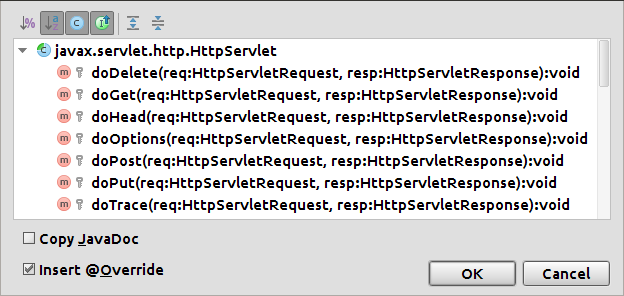 javax.servlet.http.HttpServlet
doDelete(req:HttpServletRequest, resp:HttpServletResponse):void
doGet(req:HttpServletRequest, resp:HttpServletResponse):void
doHead(req:HttpServletRequest, resp:HttpServletResponse):void
doOptions(req:HttpServletRequest, resp:HttpServletResponse):void
doPost(req:HttpServletRequest, resp:HttpServletResponse):void
doPut(req:HttpServletRequest, resp:HttpServletResponse):void
doTrace(req:HttpServletRequest, resp:HttpServletResponse):void
Copy JavaDoc
Insert @Override
OK Cancel